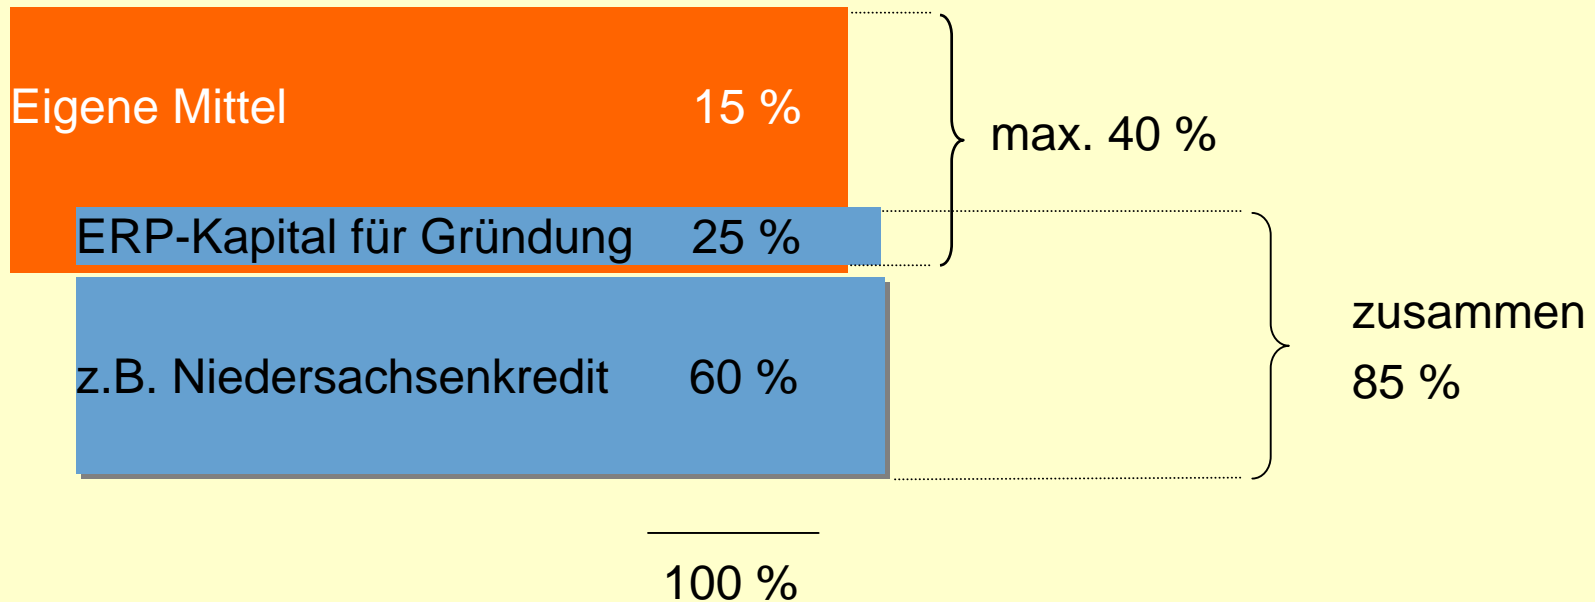 Eigene Mittel 15 %
max. 40 %
ERP-Kapital für Gründung 25 %
z.B. Niedersachsenkredit 60 %
zusammen
85 %
100 %